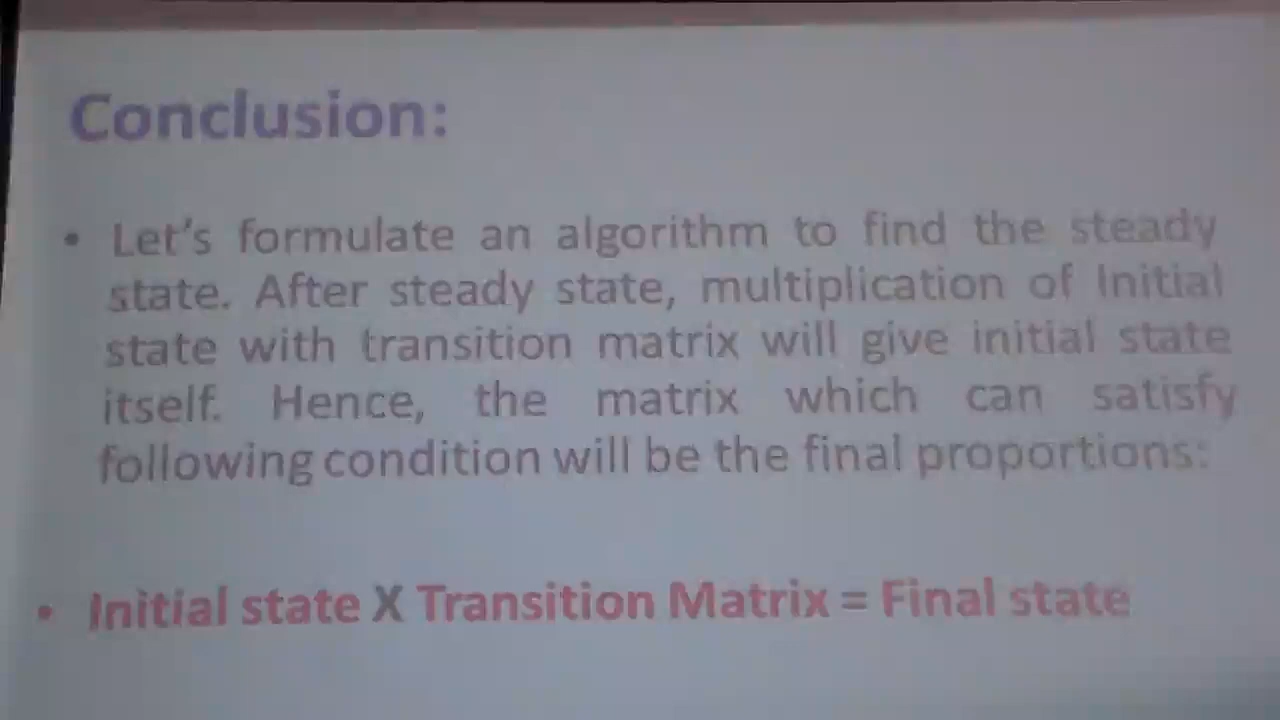 Conclusion:
• Let's formulate an algorithm to find the steady
state. After steady state, multiplication of Initial
state with transition matrix will give initial state
itself. Hence, the matrix which can satisfy
following condition will be the final proportions:
• Initial state X Transition Matrix = Final state